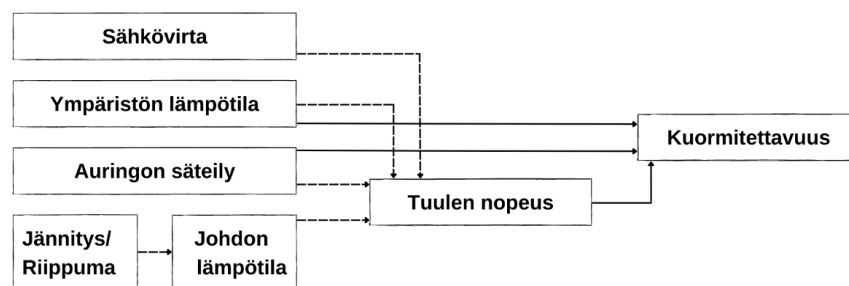 Sähkövirta
Ympäristön lämpötila
Kuormitettavuus
Auringon säteily
Tuulen nopeus
Jännitys/
Riippuma
Johdon
lämpötila